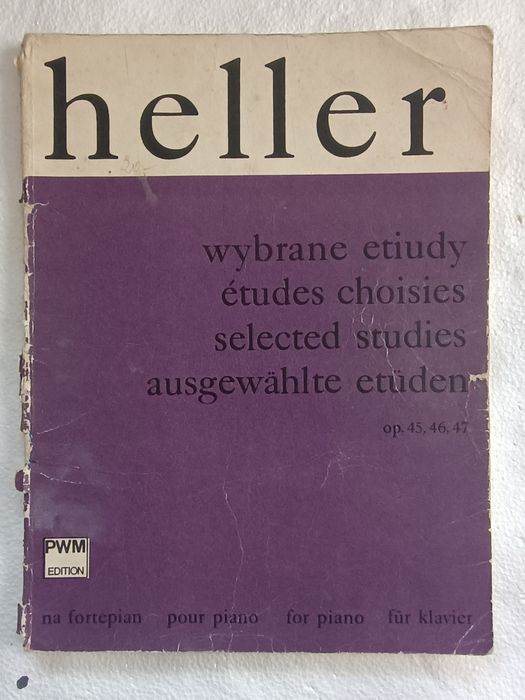 heller
wybrane etiudy
études choisies
selected studies
ausgewählte etüden
op. 45, 46, 47
PWM
EDITION
na fortepian pour piano for piano für klavier